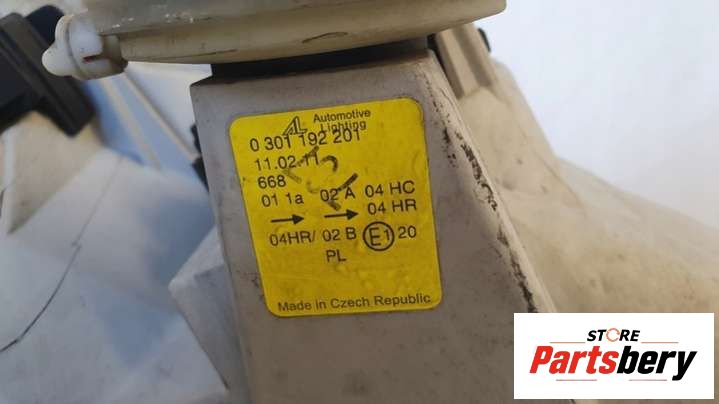 AL Automotive
Lighting
0 301 192 201
11.02.11
668
01 1a 02 A 04 HC
04 HR
04HR/ 02 B E1 20
PL
Made in Czech Republic
STORE
Partsbery